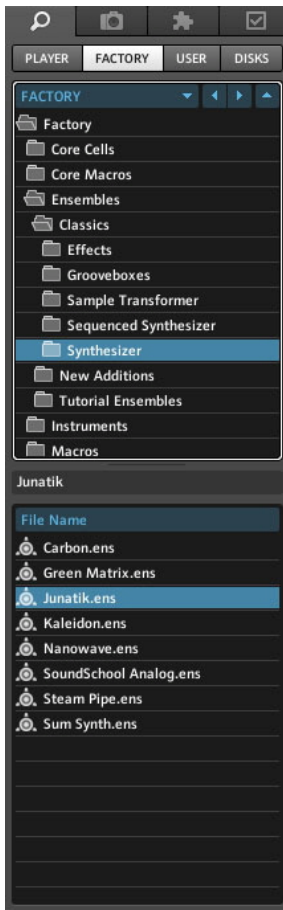 PLAYER FACTORY USER DISKS
FACTORY
Factory
Core Cells
Core Macros
Ensembles
Classics
Effects
Grooveboxes
Sample Transformer
Sequenced Synthesizer
Synthesizer
New Additions
Tutorial Ensembles
Instruments
Macros
Junatik
File Name
Carbon.ens
Green Matrix.ens
Junatik.ens
Kaleidon.ens
Nanowave.ens
SoundSchool Analog.ens
Steam Pipe.ens
Sum Synth.ens